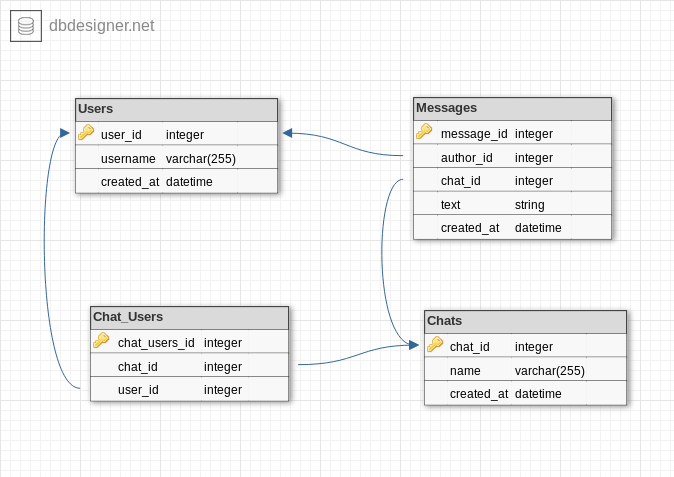 dbdesigner.net
Users
user_id integer
username varchar(255)
created_at datetime
Messages
message_id integer
author_id integer
chat_id integer
text string
created_at datetime
Chat_Users
chat_users_id integer
chat_id integer
user_id integer
Chats
chat_id integer
name varchar(255)
created_at datetime